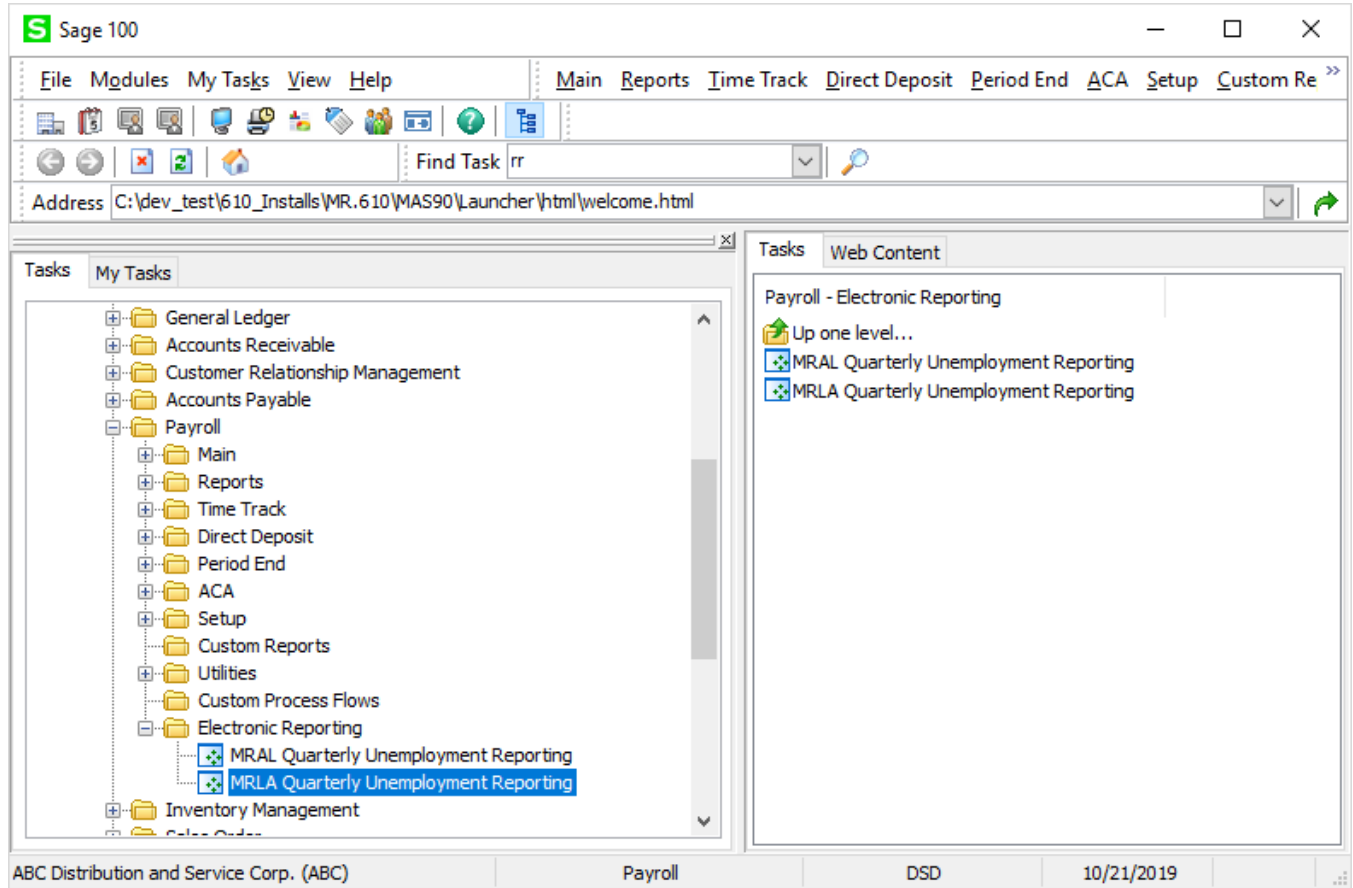 S Sage 100
File Modules My Tasks View Help Main Reports Time Track Direct Deposit Period End ACA Setup Custom Re
Find Task rr
Address C:\dev_test\610_Installs\MR.610\MAS90\Launcher\html\welcome.html
Tasks My Tasks
General Ledger
Accounts Receivable
Customer Relationship Management
Accounts Payable
Payroll
Main
Reports
Time Track
Direct Deposit
Period End
ACA
Setup
Custom Reports
Utilities
Custom Process Flows
Electronic Reporting
MRAL Quarterly Unemployment Reporting
MRLA Quarterly Unemployment Reporting
Inventory Management
Sales Order
Tasks Web Content
Payroll - Electronic Reporting
Up one level...
MRAL Quarterly Unemployment Reporting
MRLA Quarterly Unemployment Reporting
ABC Distribution and Service Corp. (ABC) Payroll DSD 10/21/2019